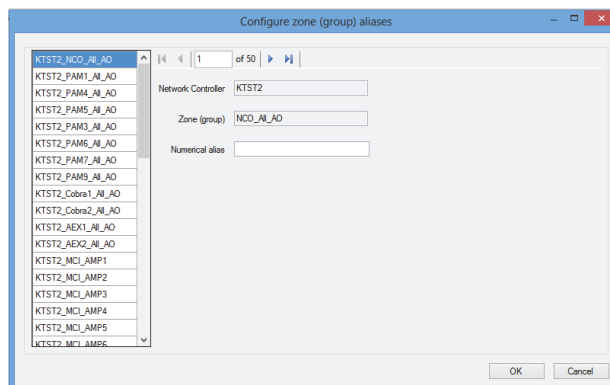 Configure zone (group) aliases
KTST2_NCO_All_AO
KTST2_PAM1_All_AO
KTST2_PAM4_All_AO
KTST2_PAM5_All_AO
KTST2_PAM3_All_AO
KTST2_PAM6_All_AO
KTST2_PAM7_All_AO
KTST2_PAM9_All_AO
KTST2_Cobra1_All_AO
KTST2_Cobra2_All_AO
KTST2_AEX1_All_AO
KTST2_AEX2_All_AO
KTST2_MCI_AMP1
KTST2_MCI_AMP2
KTST2_MCI_AMP3
KTST2_MCI_AMP4
KTST2_MCI_AMP5
KTST2_MCI_AMP6
1 of 50
Network Controller KTST2
Zone (group) NCO_All_AO
Numerical alias
OK Cancel